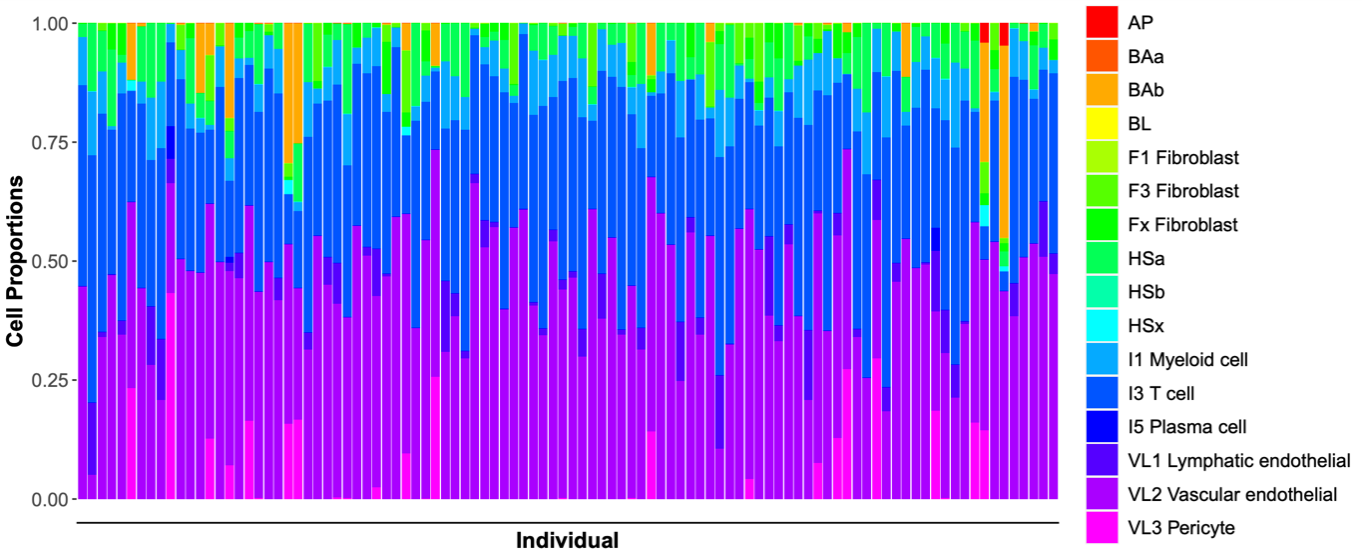 Cell Proportions
1.00
0.75
0.50
0.25
0.00
Individual
AP
BAa
BAb
BL
F1 Fibroblast
F3 Fibroblast
Fx Fibroblast
HSa
HSb
HSx
I1 Myeloid cell
I3 T cell
I5 Plasma cell
VL1 Lymphatic endothelial
VL2 Vascular endothelial
VL3 Pericyte